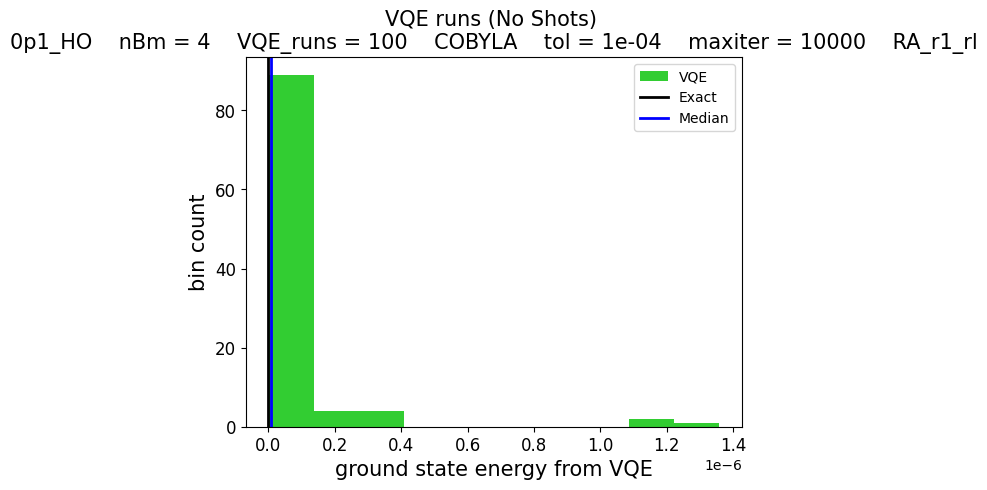 VQE runs (No Shots)
0p1_HO nBm = 4 VQE_runs = 100 COBYLA tol = 1e-04 maxiter = 10000 RA_r1_rl
VQE
Exact
Median
bin count
80
60
40
20
0
0.0 0.2 0.4 0.6 0.8 1.0 1.2 1.4
1e-6
ground state energy from VQE